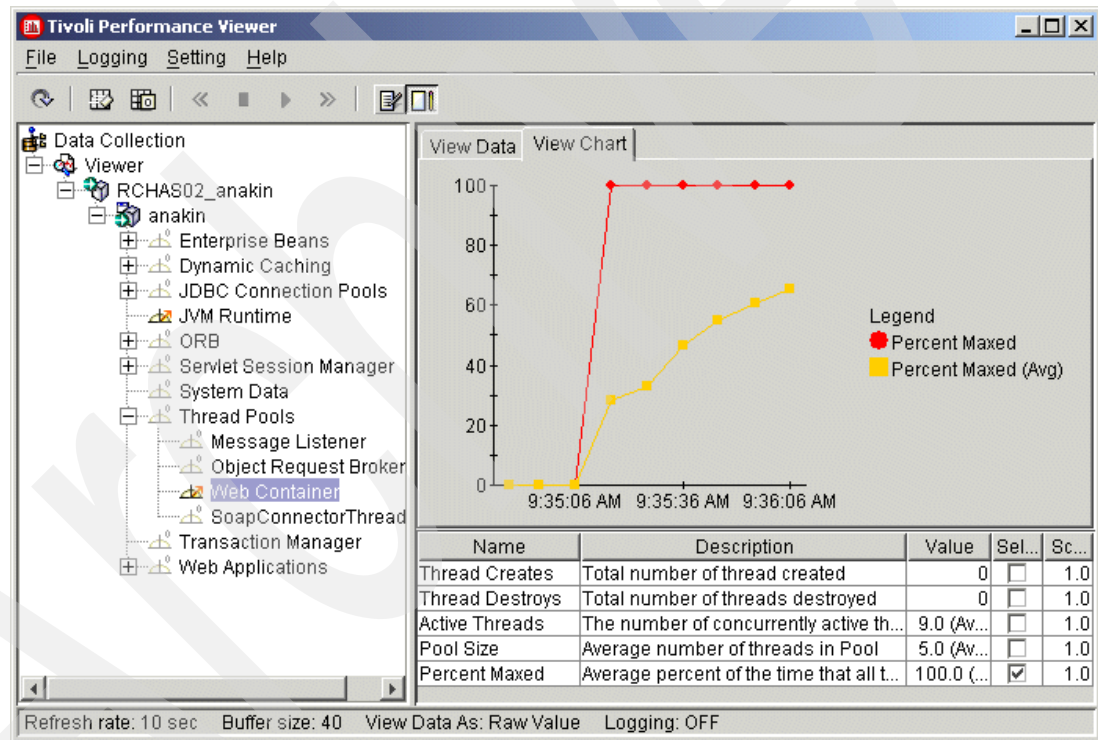 Tivoli Performance Viewer
File Logging Setting Help
Data Collection
Viewer
RCHAS02_anakin
anakin
Enterprise Beans
Dynamic Caching
JDBC Connection Pools
JVM Runtime
ORB
Servlet Session Manager
System Data
Thread Pools
Message Listener
Object Request Broker
Web Container
SoapConnectorThread
Transaction Manager
Web Applications
View Data View Chart
100
80
60
40
20
0
9:35:06 AM 9:35:36 AM 9:36:06 AM
Legend
Percent Maxed
Percent Maxed (Avg)
Name Description Value Sel... Sc...
Thread Creates Total number of thread created 0 1.0
Thread Destroys Total number of threads destroyed 0 1.0
Active Threads The number of concurrently active th... 9.0 (Av... 1.0
Pool Size Average number of threads in Pool 5.0 (Av... 1.0
Percent Maxed Average percent of the time that all t... 100.0 (... 1.0
Refresh rate: 10 sec Buffer size: 40 View Data As: Raw Value Logging: OFF